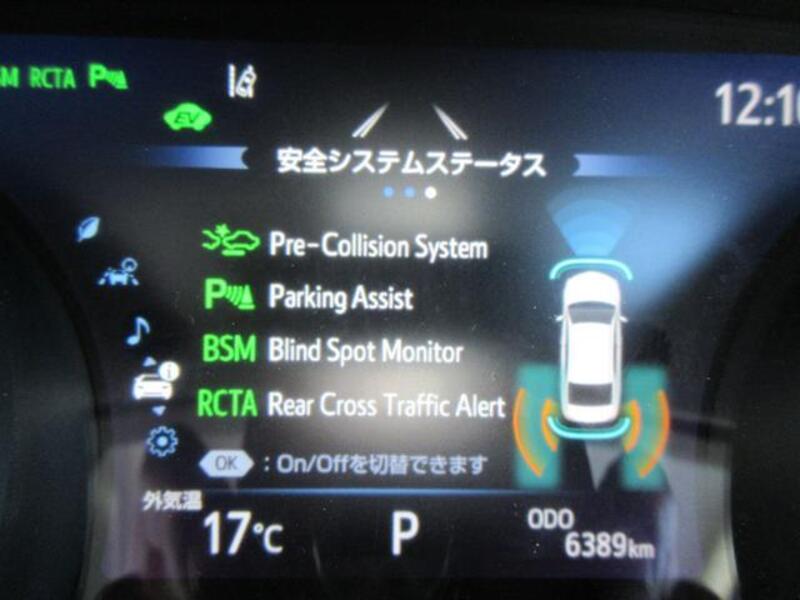 BSM RCTA P
EV
12:10
安全システムステータス
Pre-Collision System
P Parking Assist
BSM Blind Spot Monitor
RCTA Rear Cross Traffic Alert
OK :On/Offを切替できます
外気温
17℃
P
ODO
6389km